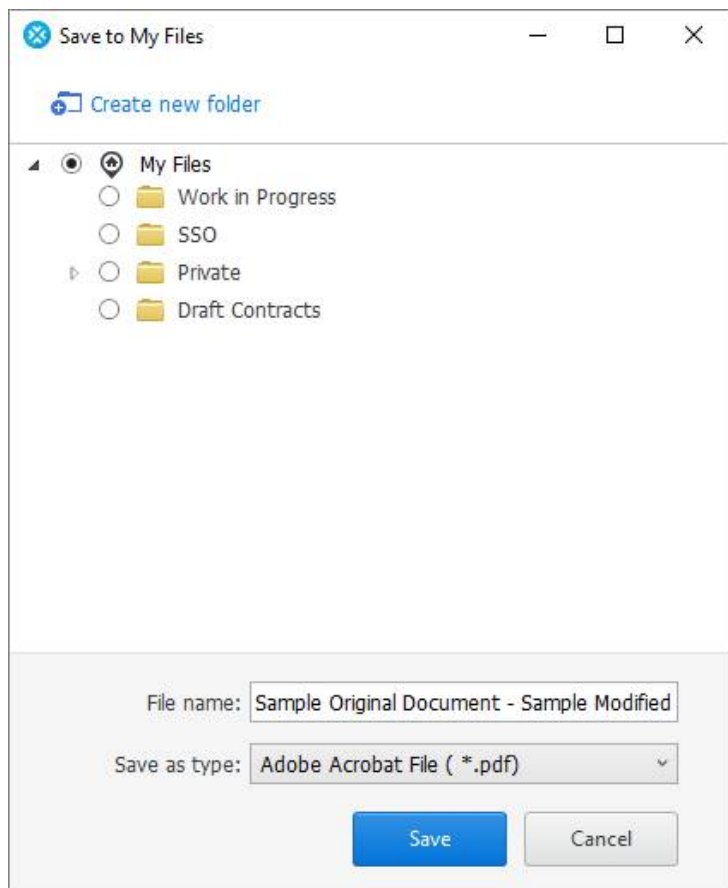 Save to My Files
Create new folder
My Files
Work in Progress
SSO
Private
Draft Contracts
File name: Sample Original Document - Sample Modified
Save as type: Adobe Acrobat File ( *.pdf)
Save Cancel